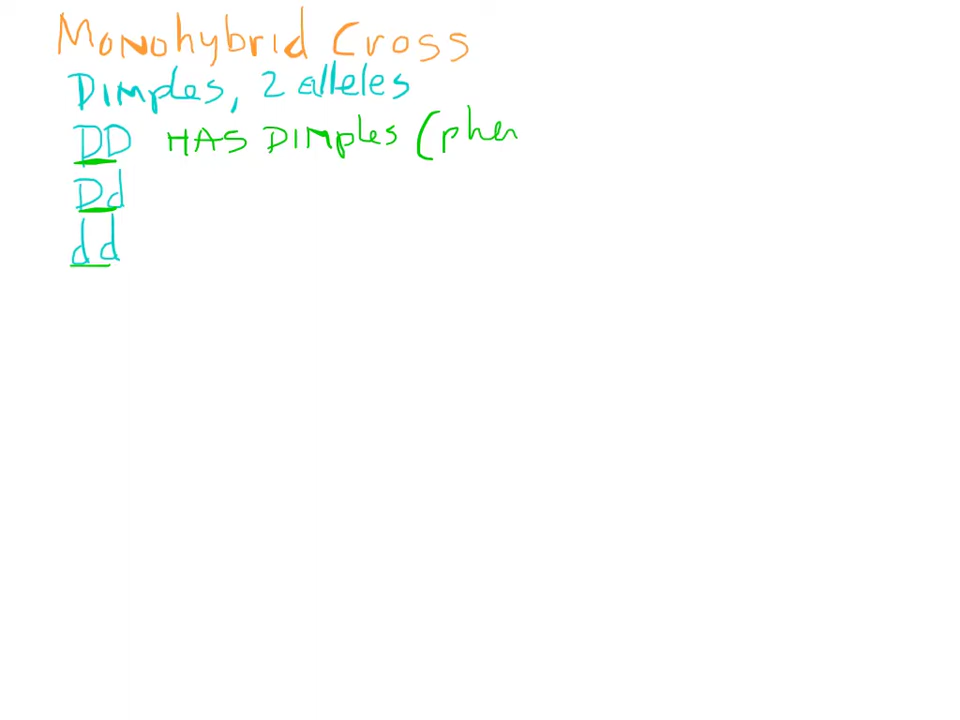 Monohybrid Cross
Dimples, 2 alleles
DD HAS DIMples (phen
Dd
dd